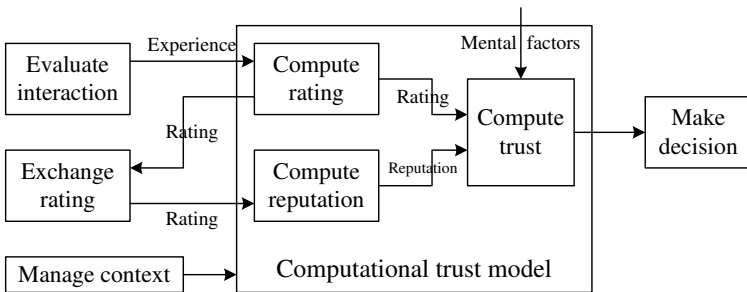 Mental factors
Experience
Evaluate
interaction
Compute
rating
Rating
Compute
trust
Make
decision
Rating
Exchange
rating
Compute
reputation
Reputation
Rating
Manage context
Computational trust model